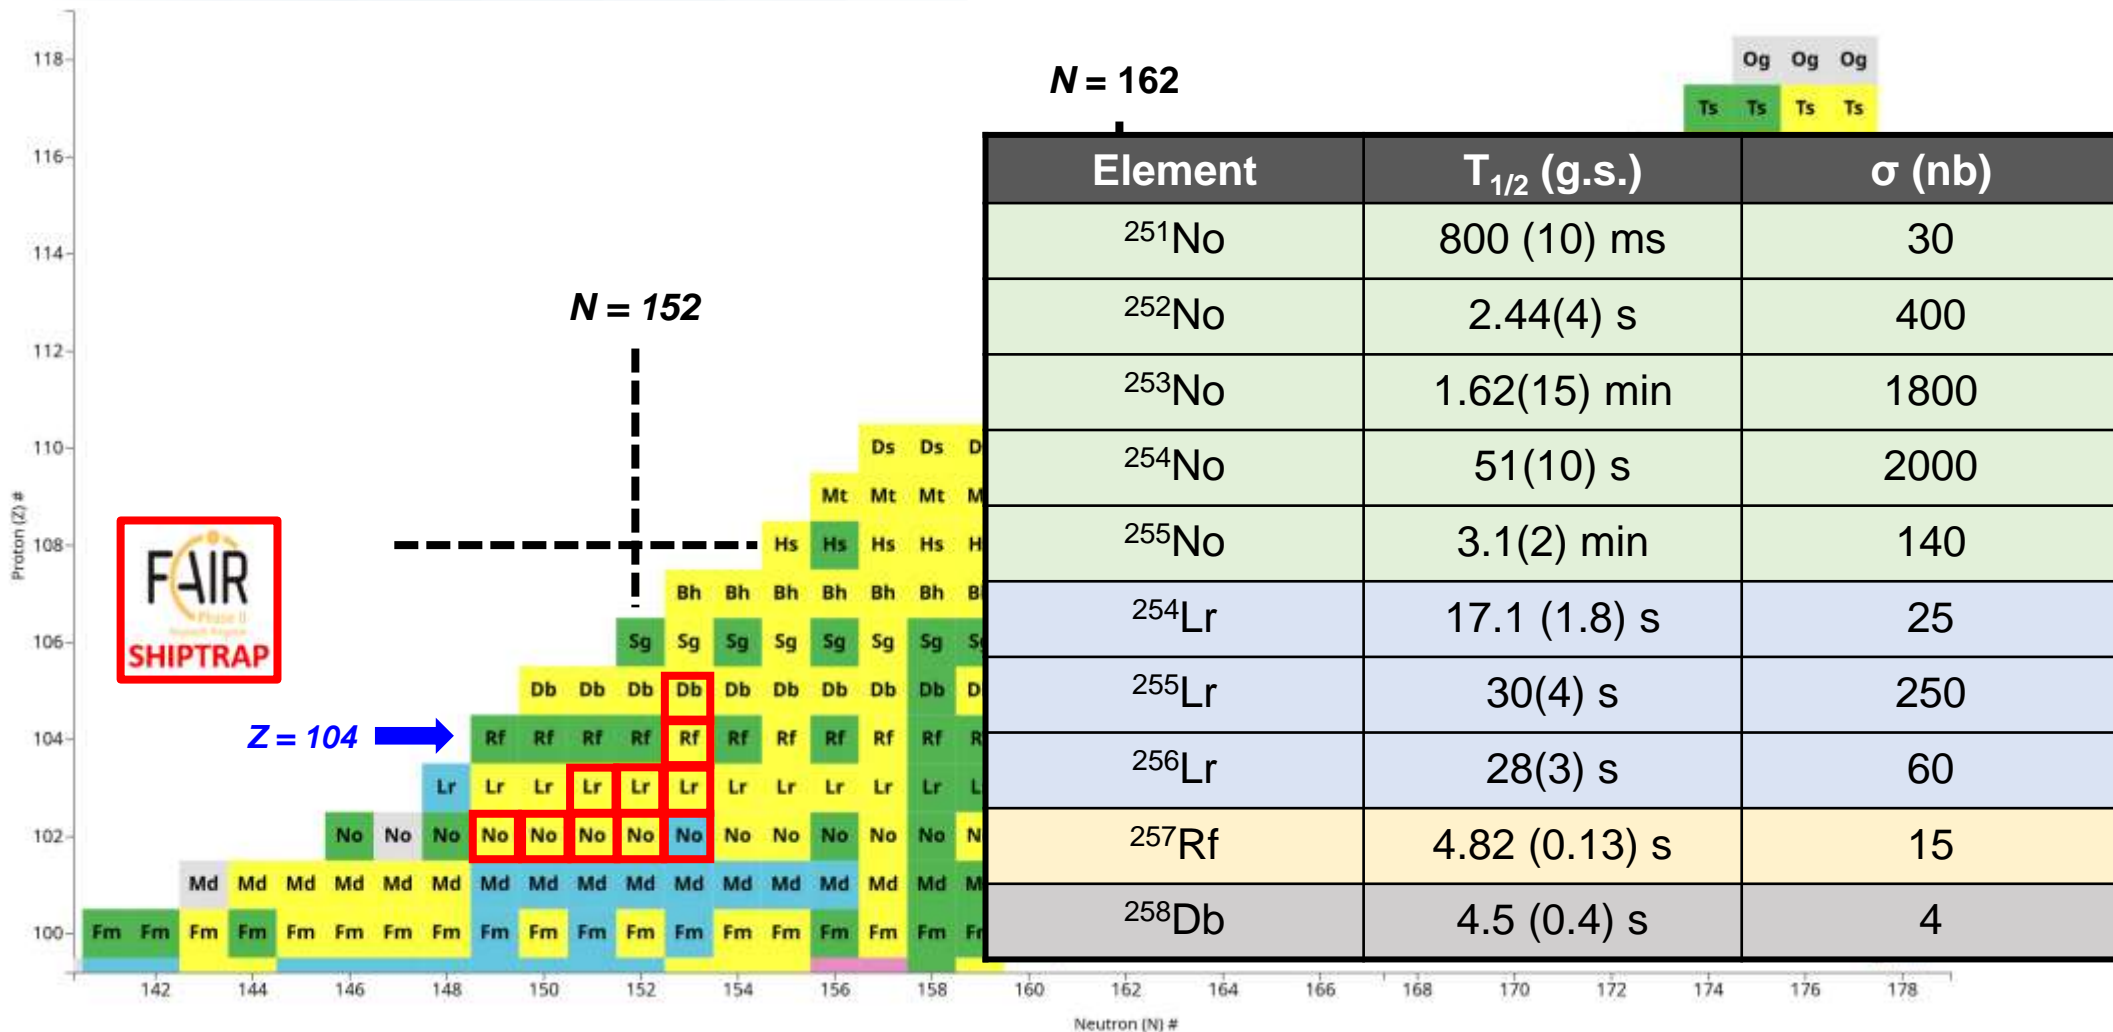 118
Og Og Og
N = 162
Ts Ts Ts Ts
116
Element T1/2 (g.s.) σ (nb)
251No 800 (10) ms 30
114
N = 152
252No 2.44(4) s 400
112
253No 1.62(15) min 1800
110
Ds Ds D
254No 51(10) s 2000
Mt Mt Mt M
Proton (Z) #
108
Hs Hs Hs Hs H
255No 3.1(2) min 140
FAIR
Phase 0
SHIPTRAP
Bh Bh Bh Bh Bh Bh B
254Lr 17.1 (1.8) s 25
106
Sg Sg Sg Sg Sg Sg Sg S
Db Db Db Db Db Db Db Db Db D
255Lr 30(4) s 250
Z = 104
104
Rf Rf Rf Rf Rf Rf Rf Rf Rf Rf R
256Lr 28(3) s 60
Lr Lr Lr Lr Lr Lr Lr Lr Lr Lr Lr L
102
No No No No No No No No No No No No No N
257Rf 4.82 (0.13) s 15
Md Md Md Md Md Md Md Md Md Md Md Md Md Md Md Md M
258Db 4.5 (0.4) s 4
100
Fm Fm Fm Fm Fm Fm Fm Fm Fm Fm Fm Fm Fm Fm Fm Fm Fm Fm F
142 144 146 148 150 152 154 156 158 160 162 164 166 168 170 172 174 176 178
Neutron (N) #